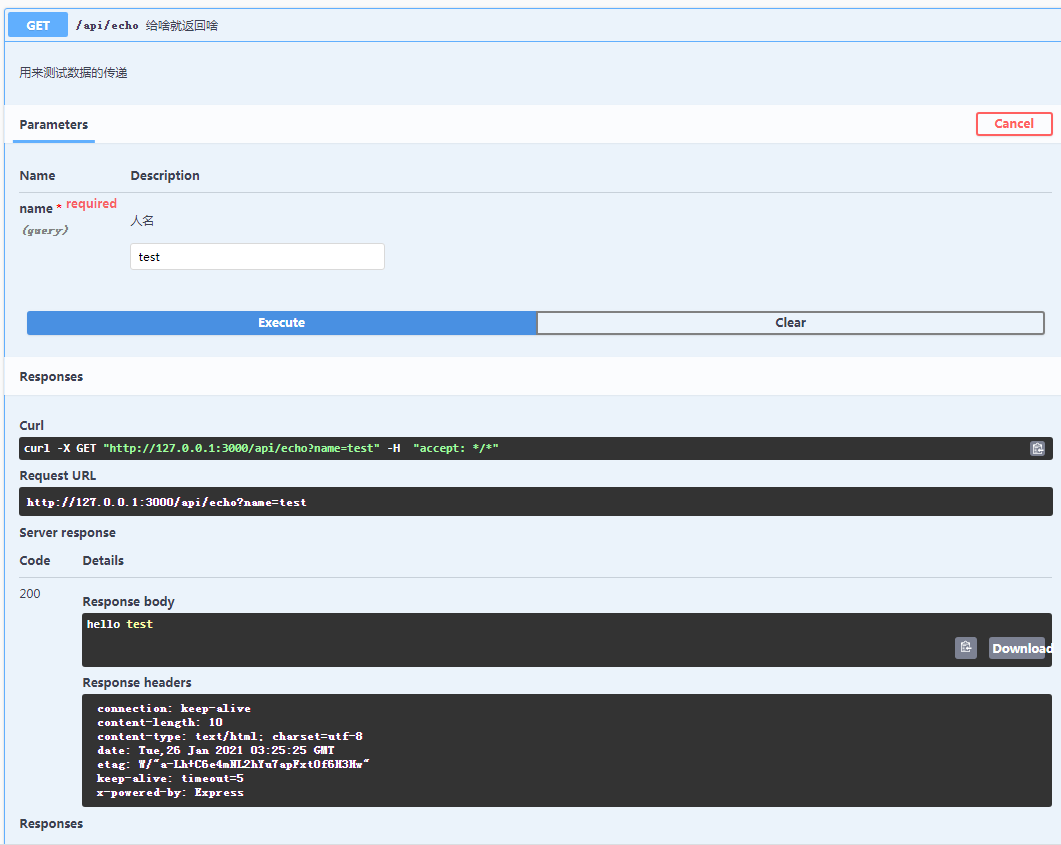 GET /api/echo 给啥就返回啥
用来测试数据的传递
Parameters Cancel
Name Description
name * required
(query)
人名
test
Execute Clear
Responses
Curl
curl -X GET "http://127.0.0.1:3000/api/echo?name=test" -H  "accept: */*"
Request URL
http://127.0.0.1:3000/api/echo?name=test
Server response
Code Details
200
Response body
hello test
Download
Response headers
connection: keep-alive
content-length: 10
content-type: text/html; charset=utf-8
date: Tue,26 Jan 2021 03:25:25 GMT
keep-alive: timeout=5
x-powered-by: Express
Responses